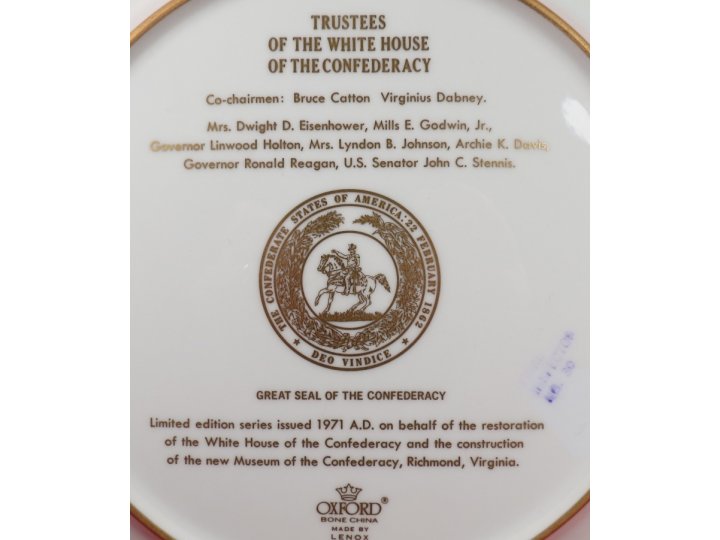 TRUSTEES
OF THE WHITE HOUSE
OF THE CONFEDERACY
Co-chairmen: Bruce Catton Virginius Dabney.
Mrs. Dwight D. Eisenhower, Mills E. Godwin, Jr.,
Governor Linwood Holton, Mrs. Lyndon B. Johnson, Archie K. Davis,
Governor Ronald Reagan, U.S. Senator John C. Stennis.
THE CONFEDERATE STATES OF AMERICA: 22 FEBRUARY 1862
DEO VINDICE
GREAT SEAL OF THE CONFEDERACY
Limited edition series issued 1971 A.D. on behalf of the restoration
of the White House of the Confederacy and the construction
of the new Museum of the Confederacy, Richmond, Virginia.
OXFORD®
BONE CHINA
MADE BY
LENOX